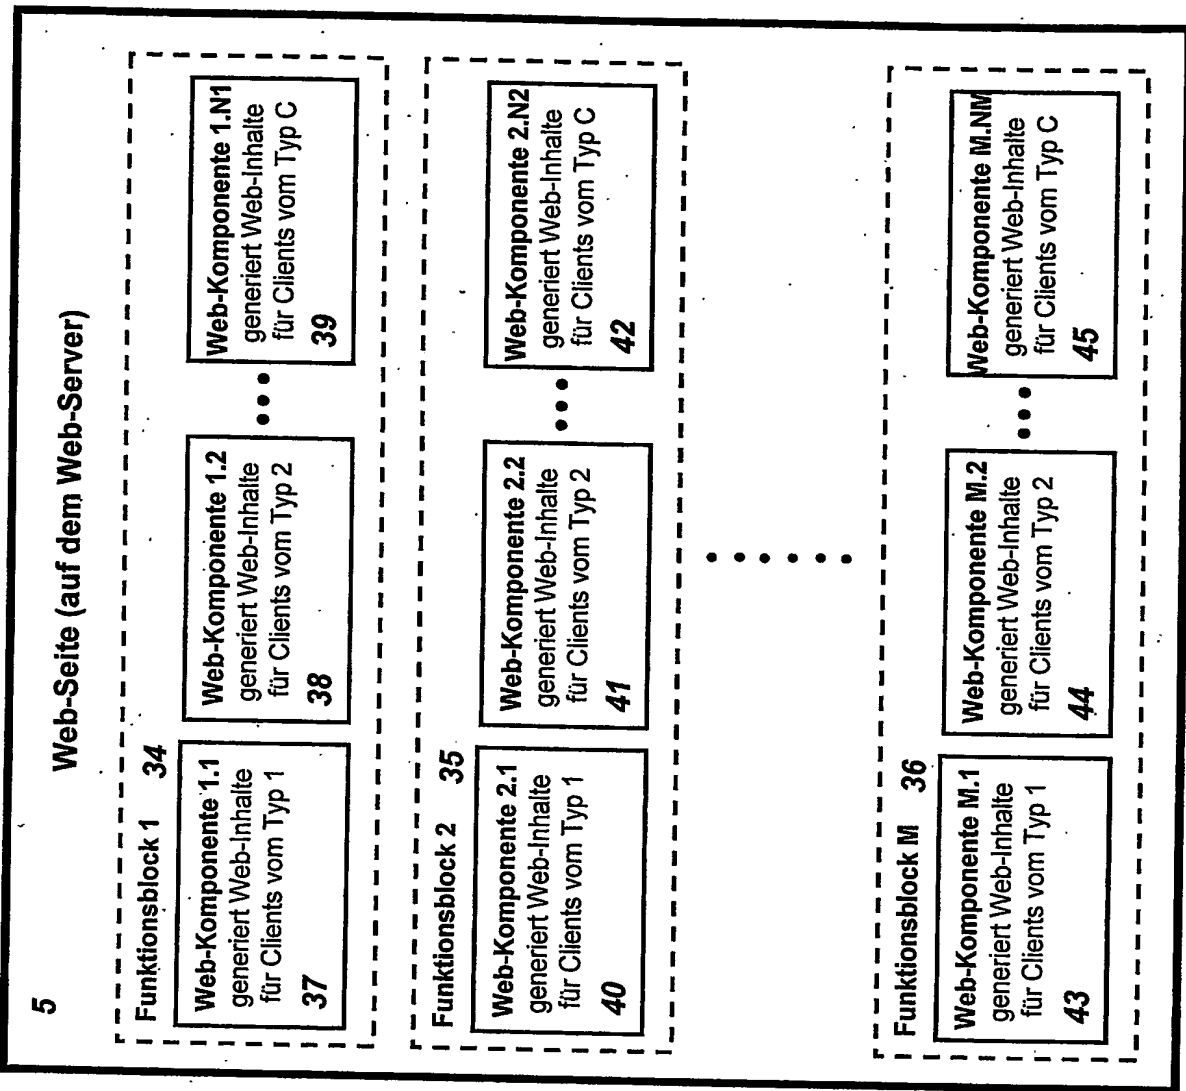 5
Web-Seite (auf dem Web-Server)
Funktionsblock 1 34
Web-Komponente 1.1
generiert Web-Inhalte
für Clients vom Typ 1
37
Web-Komponente 1.2
generiert Web-Inhalte
für Clients vom Typ 2
38
Web-Komponente 1.N1
generiert Web-Inhalte
für Clients vom Typ C
39
Funktionsblock 2 35
Web-Komponente 2.1
generiert Web-Inhalte
für Clients vom Typ 1
40
Web-Komponente 2.2
generiert Web-Inhalte
für Clients vom Typ 2
41
Web-Komponente 2.N2
generiert Web-Inhalte
für Clients vom Typ C
42
Funktionsblock M 36
Web-Komponente M.1
generiert Web-Inhalte
für Clients vom Typ 1
43
Web-Komponente M.2
generiert Web-Inhalte
für Clients vom Typ 2
44
Web-Komponente M.NM
generiert Web-Inhalte
für Clients vom Typ C
45